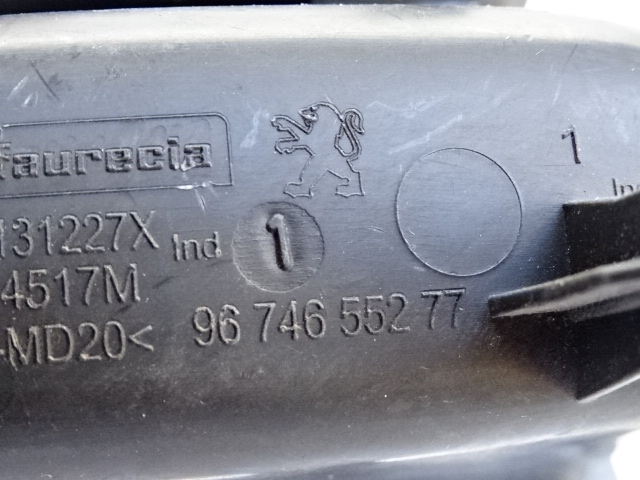 faurecia
1
131227X Ind 1
4517M
-MD20< 96 746 552 77